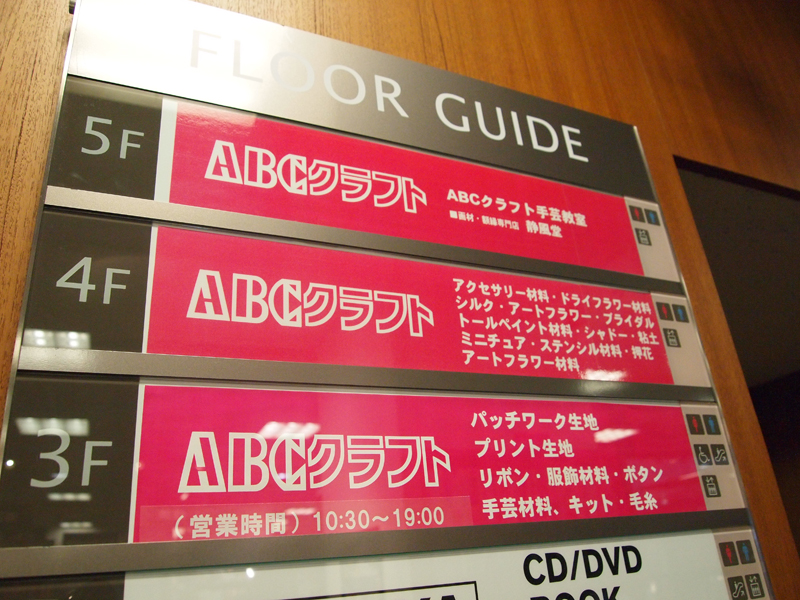 FLOOR GUIDE
5F
ABCクラフト
ABCクラフト手芸教室
■画材・額縁専門店 静風堂
4F
ABCクラフト
アクセサリー材料・ドライフラワー材料
シルク・アートフラワー・ブライダル
トールペイント材料・シャドー・粘土
ミニチュア・ステンシル材料・押花
アートフラワー材料
3F
ABCクラフト
(営業時間) 10:30〜19:00
パッチワーク生地
プリント生地
リボン・服飾材料・ボタン
手芸材料、キット・毛糸
CD/DVD
BOOK